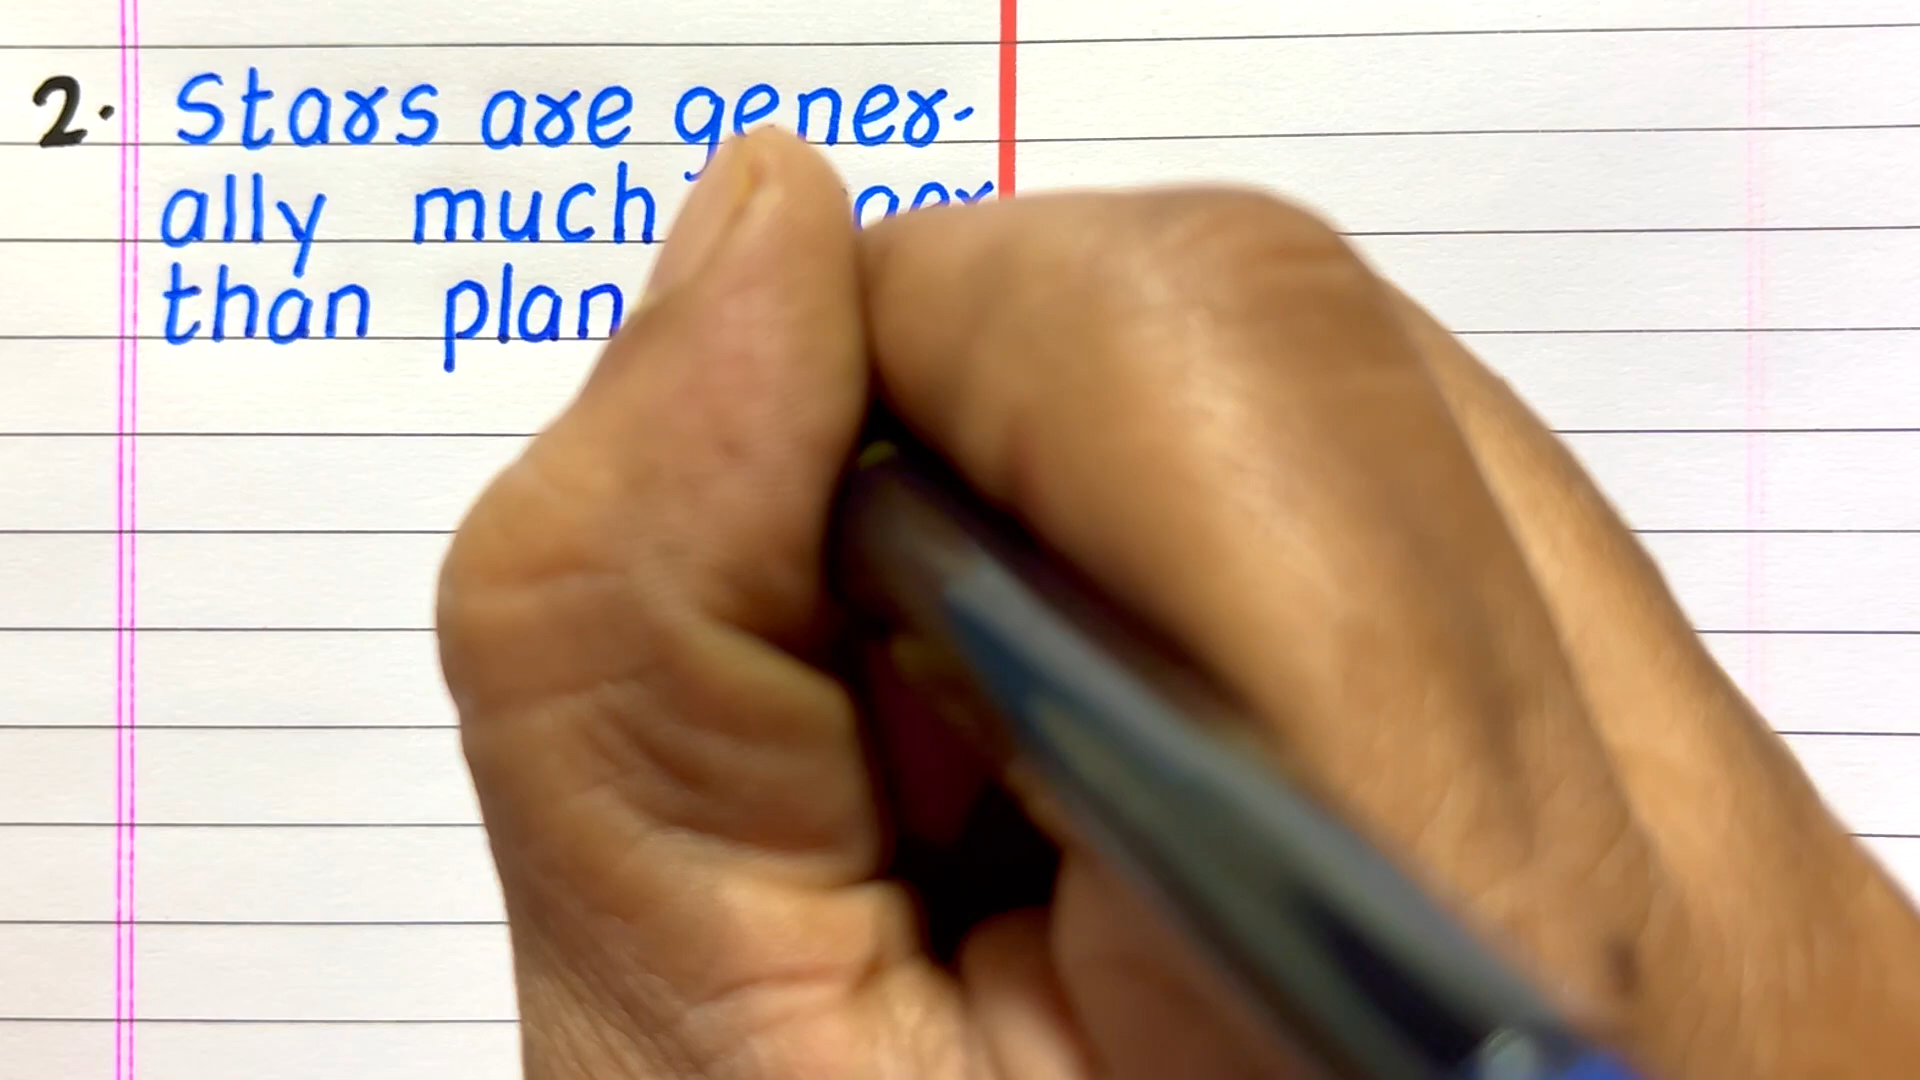 2. Stars are gener-
ally much
than plan